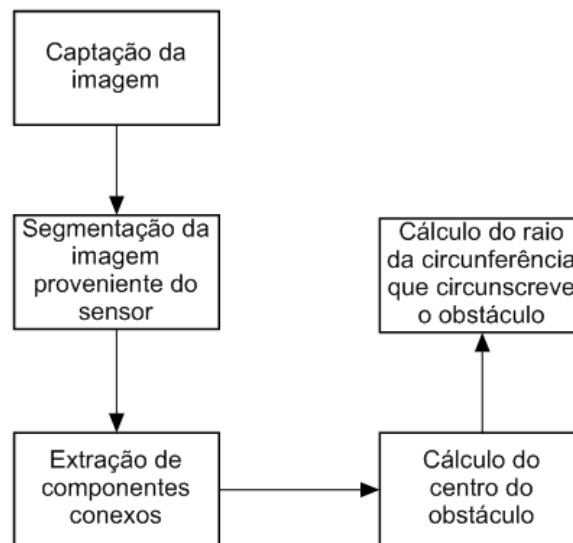 Captação da
imagem
Segmentação da
imagem
proveniente do
sensor
Extração de
componentes
conexos
Cálculo do
centro do
obstáculo
Cálculo do raio
da circunferência
que circunscreve
o obstáculo